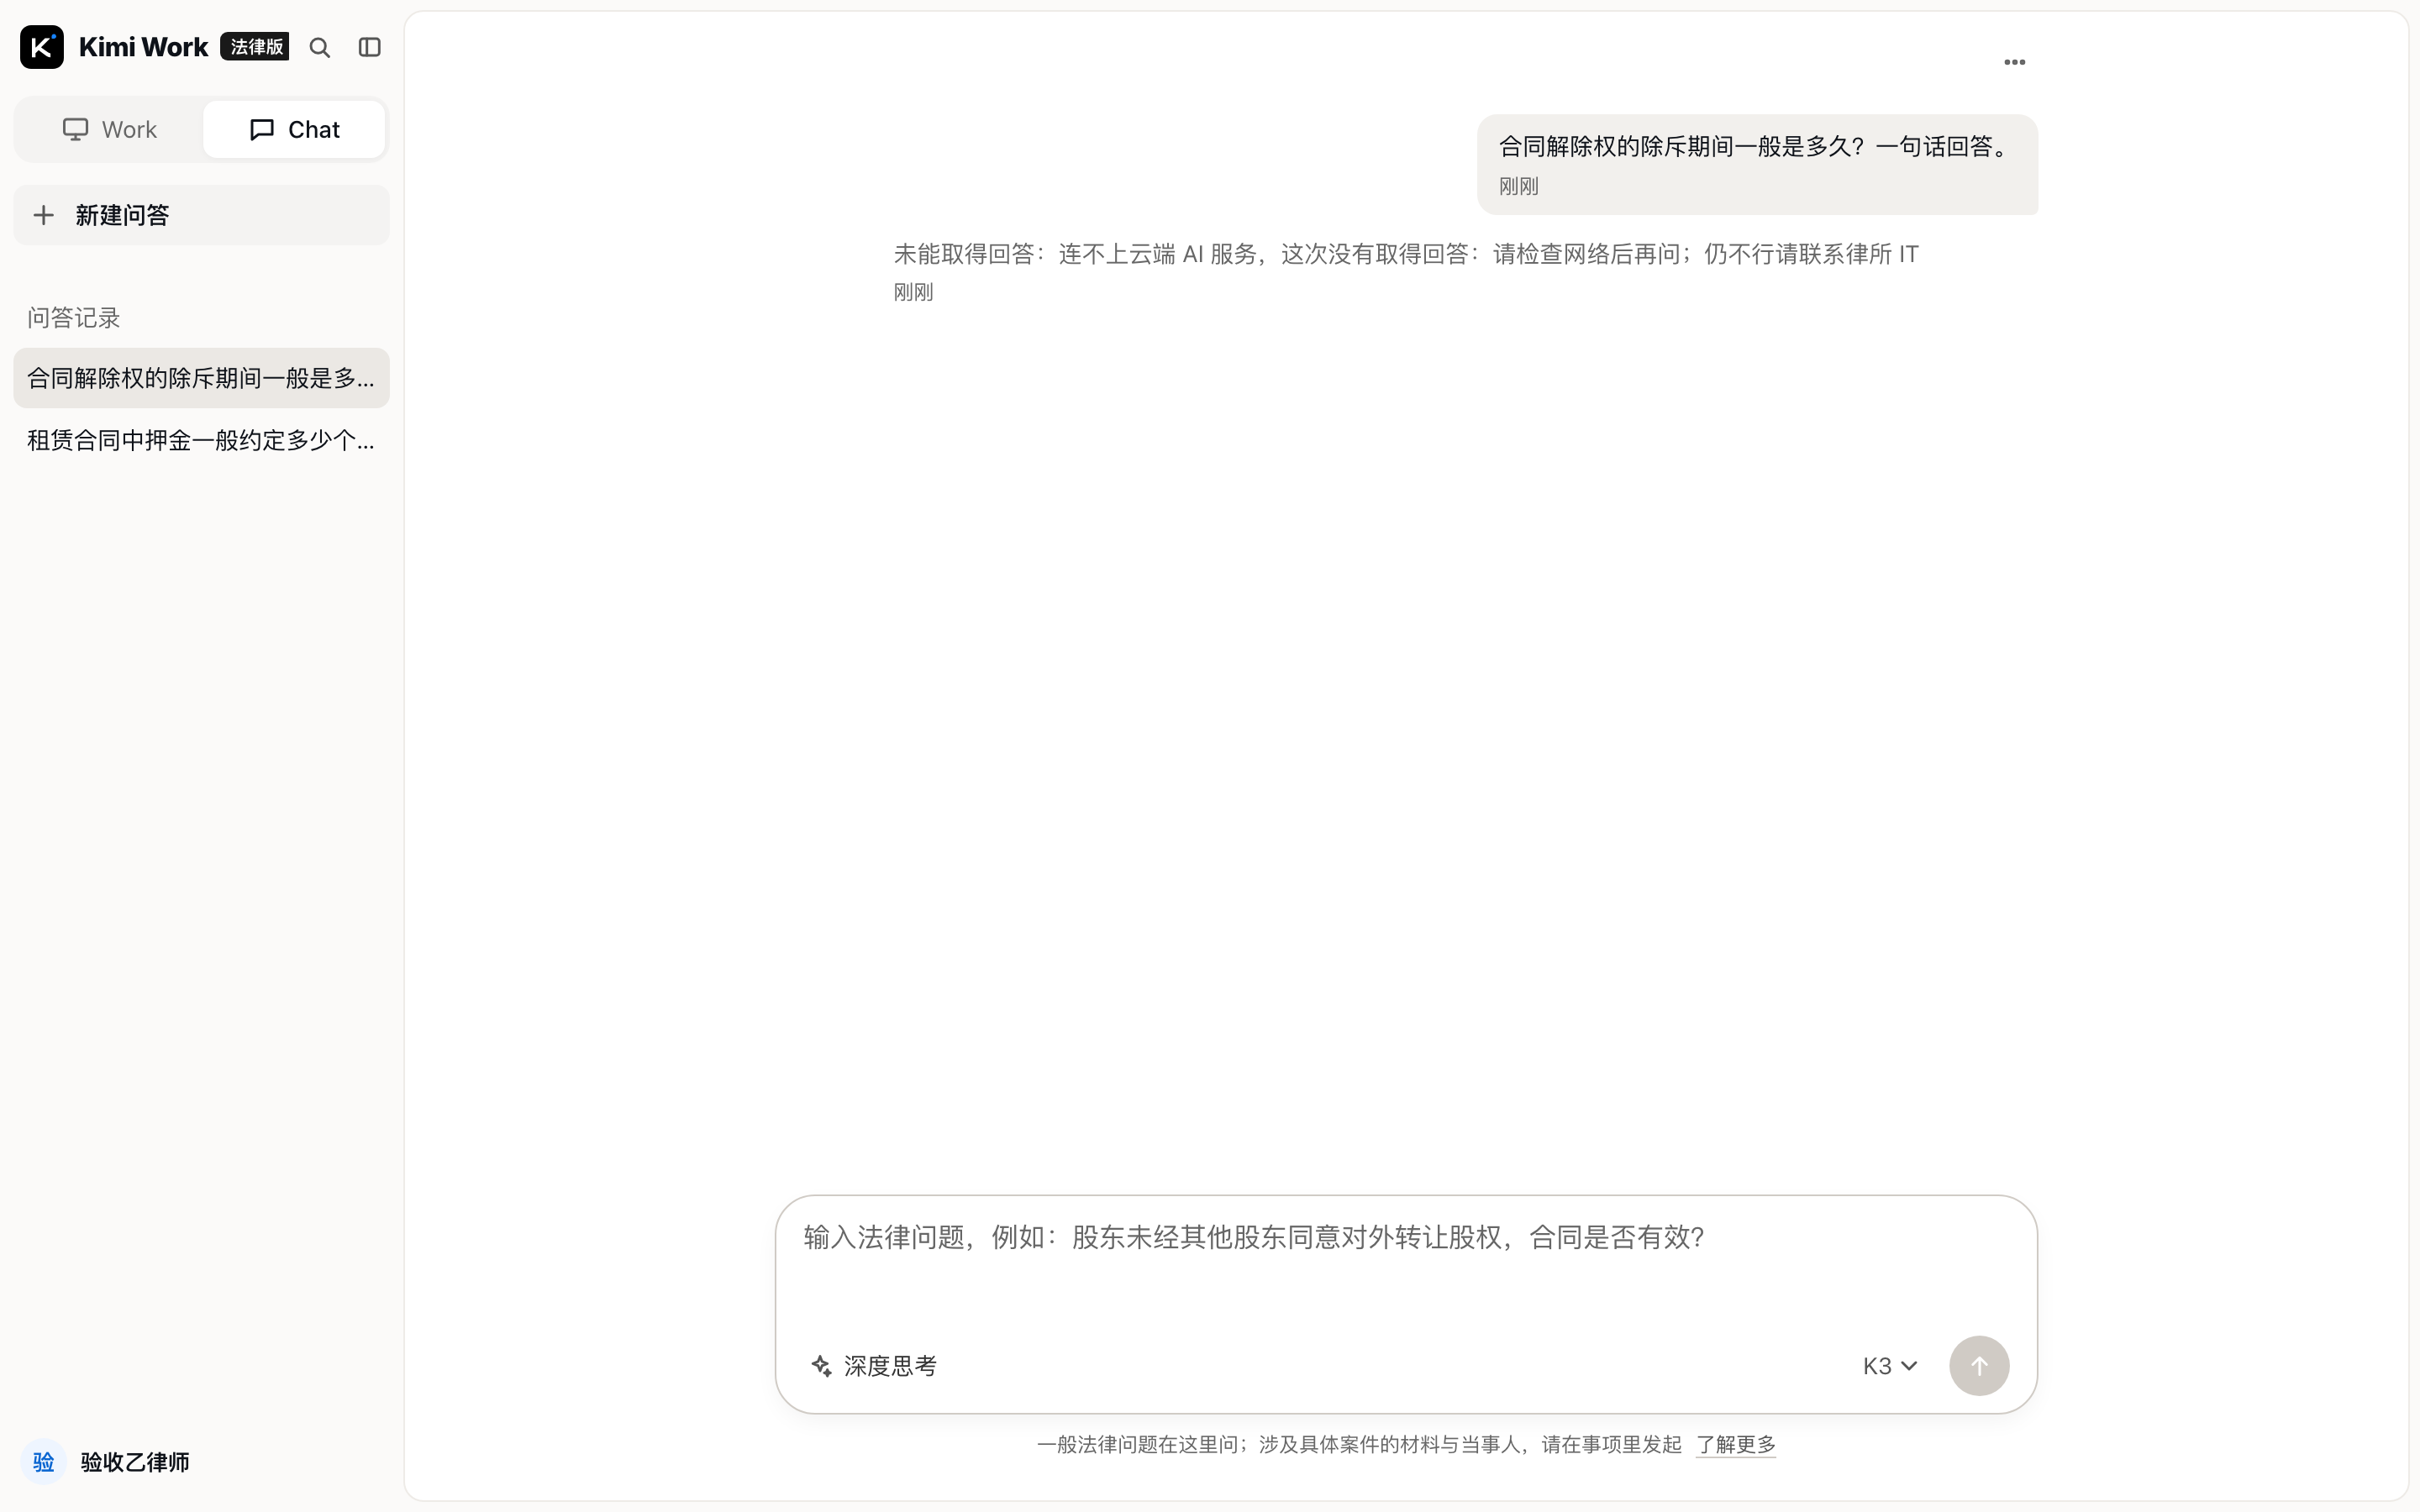 Kimi Work 法律版
Work
Chat
新建问答
问答记录
合同解除权的除斥期间一般是多...
租赁合同中押金一般约定多少个...
验 验收乙律师
合同解除权的除斥期间一般是多久？一句话回答。
刚刚
未能取得回答：连不上云端 AI 服务，这次没有取得回答：请检查网络后再问；仍不行请联系律所 IT
刚刚
输入法律问题，例如：股东未经其他股东同意对外转让股权，合同是否有效？
深度思考
K3
一般法律问题在这里问；涉及具体案件的材料与当事人，请在事项里发起 了解更多